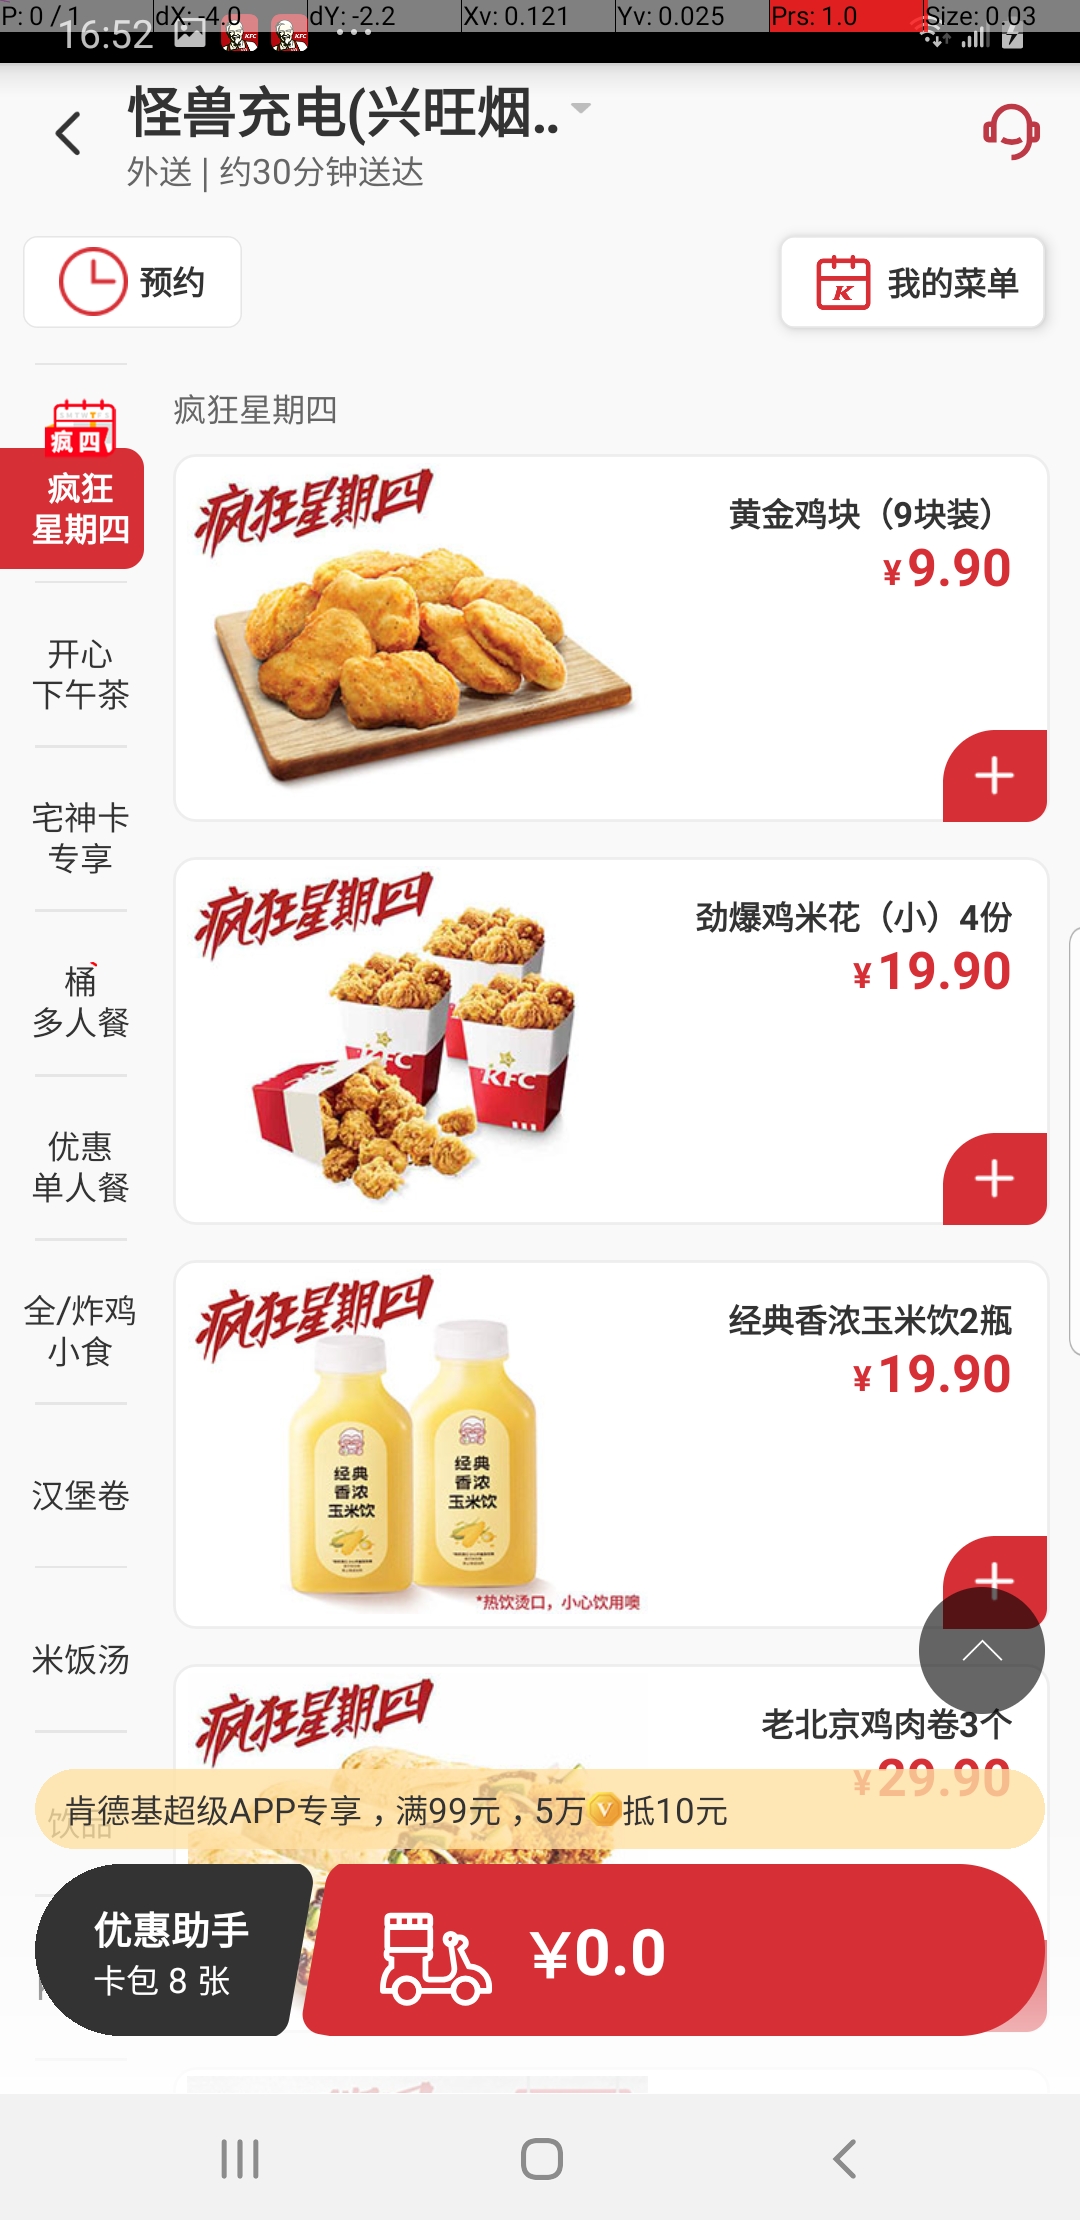 P: 0 / 1 dX: -4.0 dY: -2.2 Xv: 0.121 Yv: 0.025 Prs: 1.0 Size: 0.03
16:52
怪兽充电(兴旺烟..
外送 | 约30分钟送达
预约
我的菜单
疯四
疯狂
星期四
开心
下午茶
宅神卡
专享
桶
多人餐
优惠
单人餐
全/炸鸡
小食
汉堡卷
米饭汤
饮品
疯狂星期四
疯狂星期四
黄金鸡块（9块装）
¥9.90
疯狂星期四
劲爆鸡米花（小）4份
¥19.90
KFC
KFC
疯狂星期四
经典香浓玉米饮2瓶
¥19.90
经典
香浓
玉米饮
经典
香浓
玉米饮
*热饮烫口，小心饮用噢
疯狂星期四
老北京鸡肉卷3个
¥29.90
肯德基超级APP专享，满99元，5万V抵10元
优惠助手
卡包 8 张
¥0.0